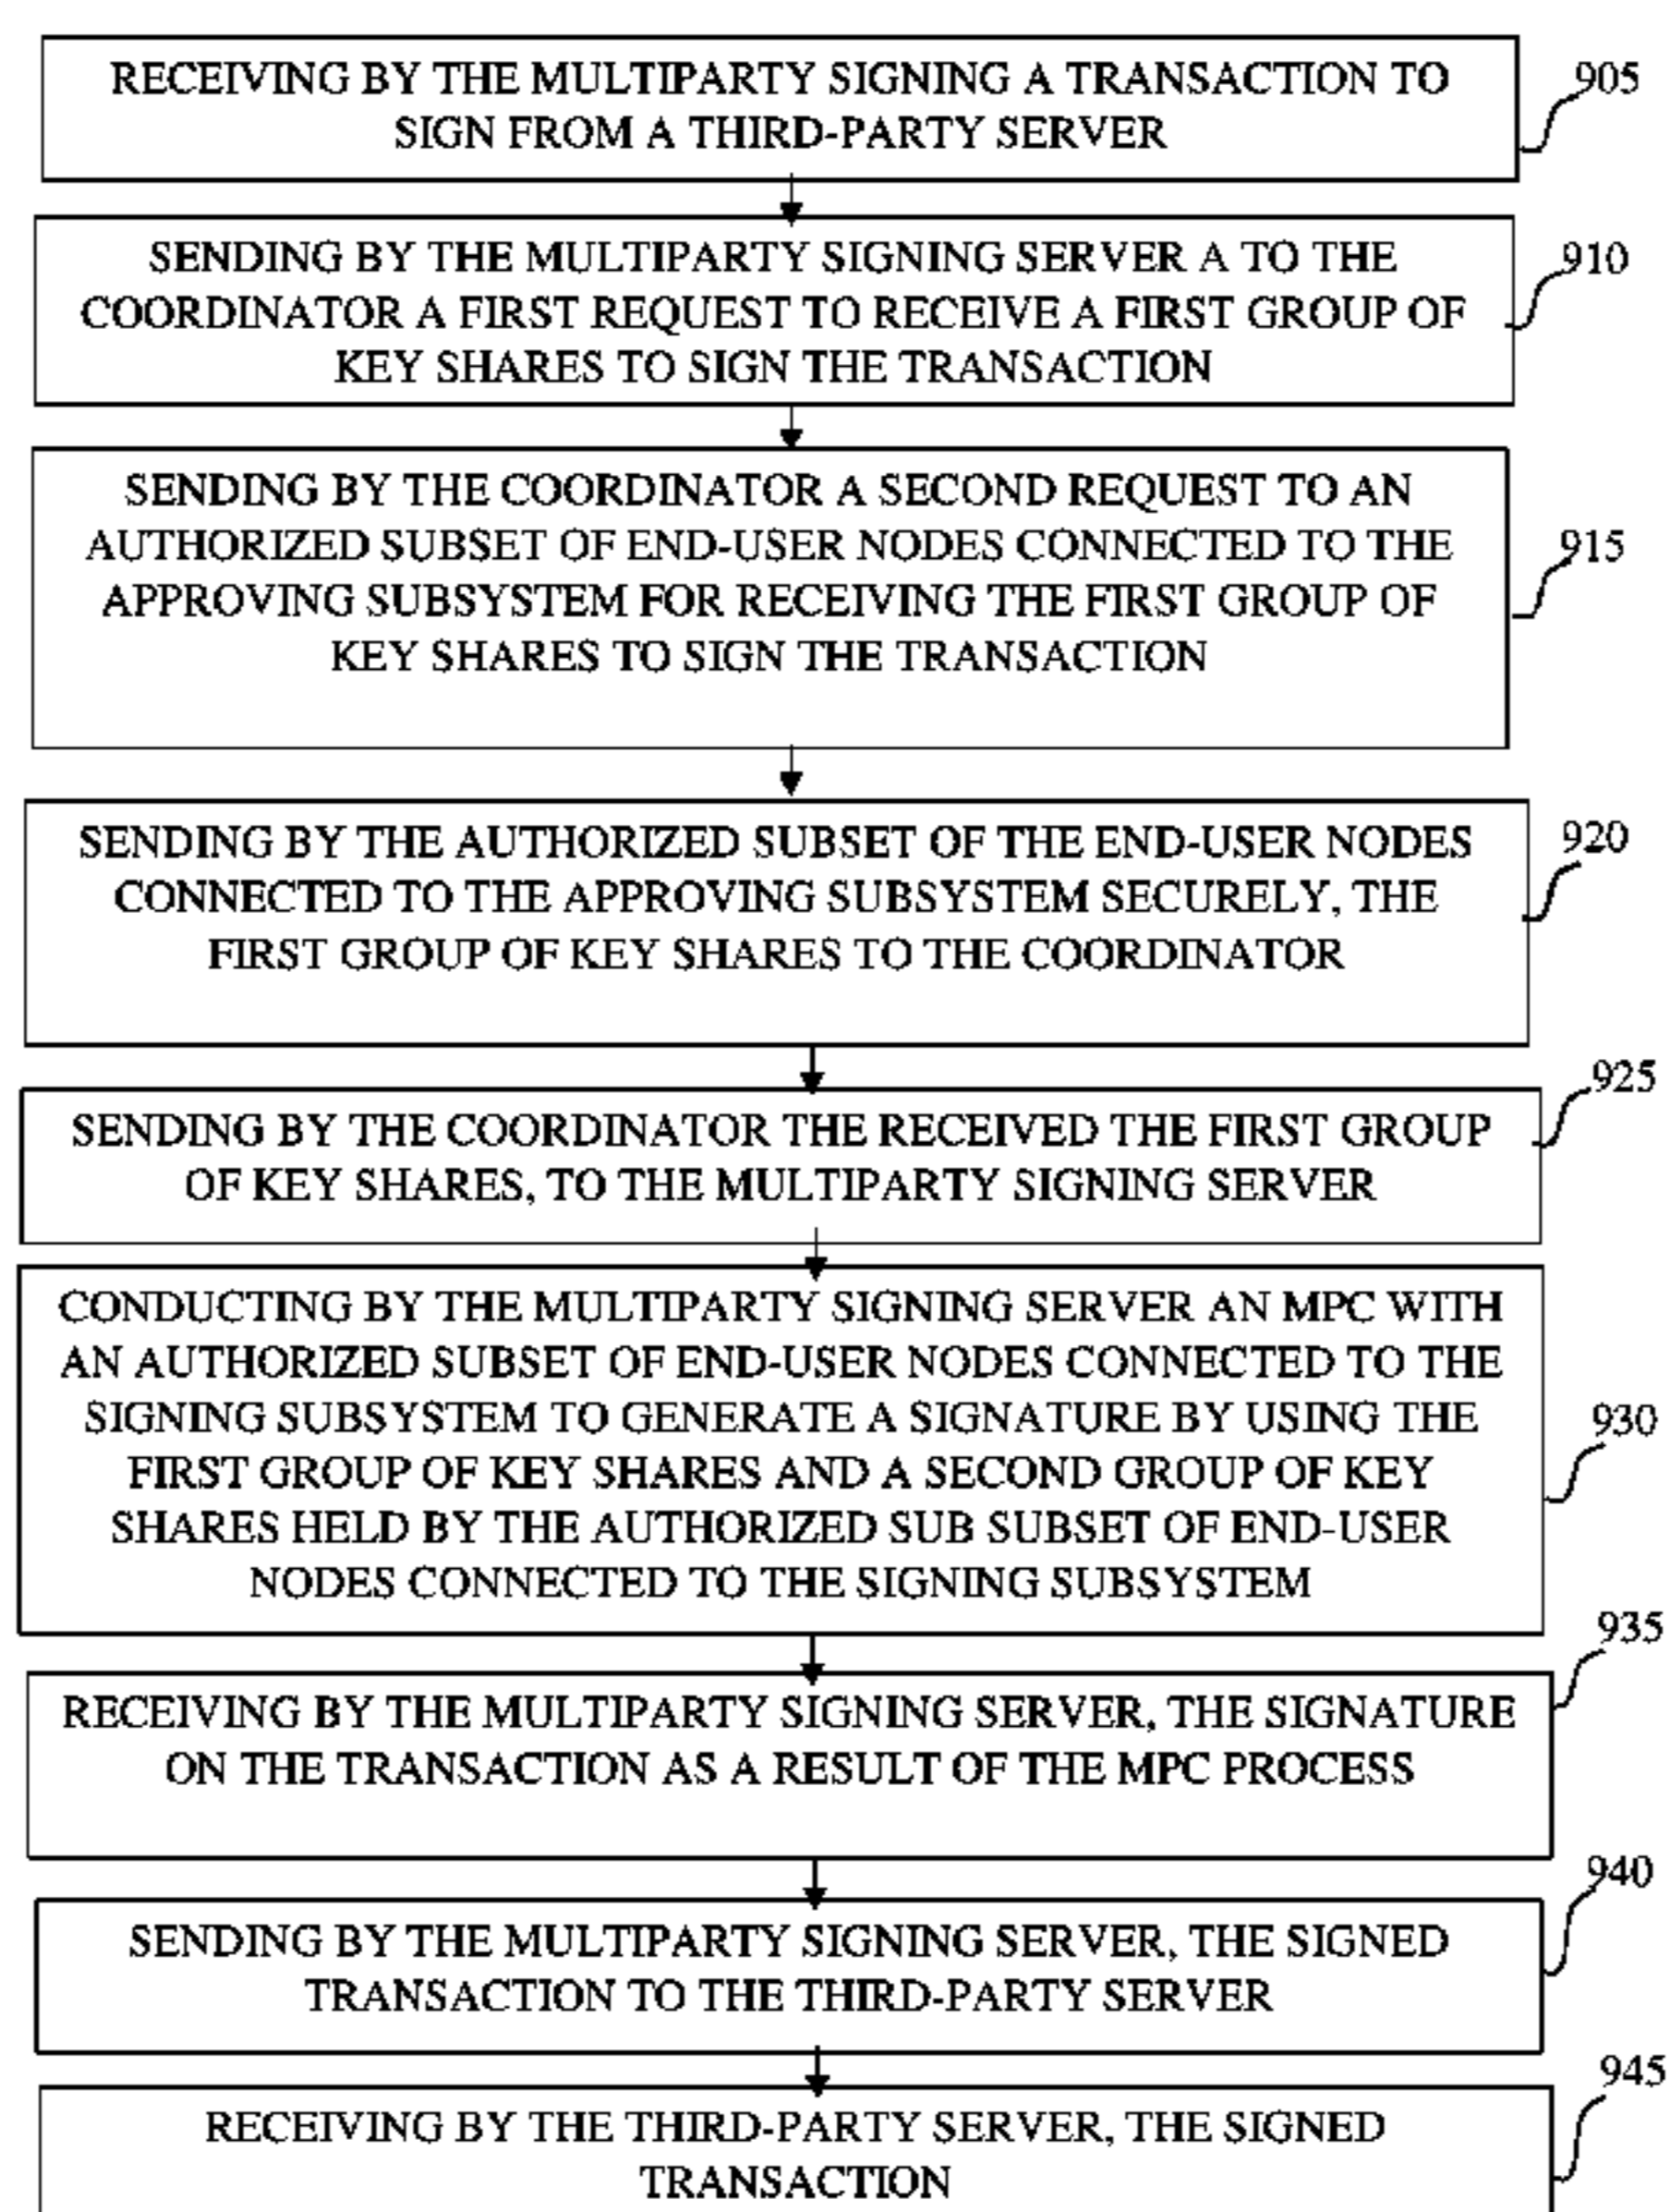 RECEIVING BY THE MULTIPARTY SIGNING A TRANSACTION TO
SIGN FROM A THIRD-PARTY SERVER
905
SENDING BY THE MULTIPARTY SIGNING SERVER A TO THE
COORDINATOR A FIRST REQUEST TO RECEIVE A FIRST GROUP OF
KEY SHARES TO SIGN THE TRANSACTION
910
SENDING BY THE COORDINATOR A SECOND REQUEST TO AN
AUTHORIZED SUBSET OF END-USER NODES CONNECTED TO THE
APPROVING SUBSYSTEM FOR RECEIVING THE FIRST GROUP OF
KEY SHARES TO SIGN THE TRANSACTION
915
SENDING BY THE AUTHORIZED SUBSET OF THE END-USER NODES
CONNECTED TO THE APPROVING SUBSYSTEM SECURELY, THE
FIRST GROUP OF KEY SHARES TO THE COORDINATOR
920
SENDING BY THE COORDINATOR THE RECEIVED THE FIRST GROUP
OF KEY SHARES, TO THE MULTIPARTY SIGNING SERVER
925
CONDUCTING BY THE MULTIPARTY SIGNING SERVER AN MPC WITH
AN AUTHORIZED SUBSET OF END-USER NODES CONNECTED TO THE
SIGNING SUBSYSTEM TO GENERATE A SIGNATURE BY USING THE
FIRST GROUP OF KEY SHARES AND A SECOND GROUP OF KEY
SHARES HELD BY THE AUTHORIZED SUB SUBSET OF END-USER
NODES CONNECTED TO THE SIGNING SUBSYSTEM
930
RECEIVING BY THE MULTIPARTY SIGNING SERVER, THE SIGNATURE
ON THE TRANSACTION AS A RESULT OF THE MPC PROCESS
935
SENDING BY THE MULTIPARTY SIGNING SERVER, THE SIGNED
TRANSACTION TO THE THIRD-PARTY SERVER
940
RECEIVING BY THE THIRD-PARTY SERVER, THE SIGNED
TRANSACTION
945